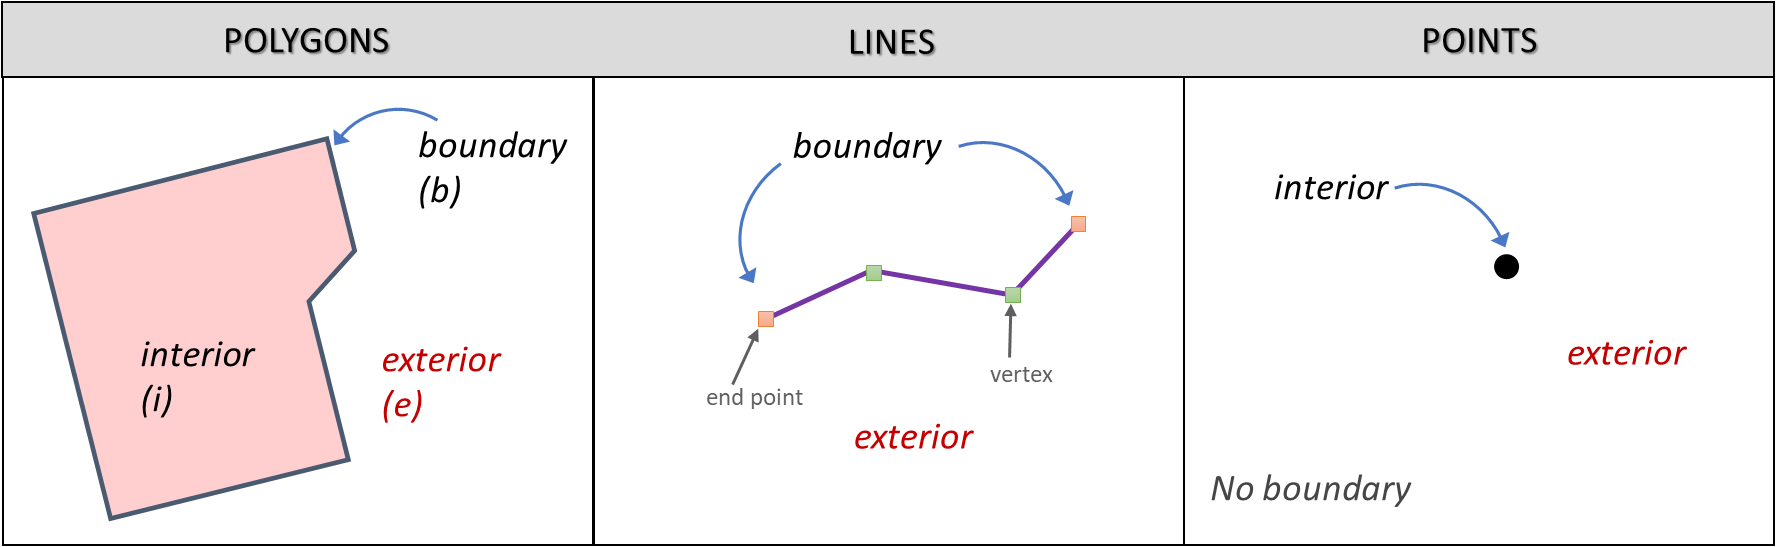 POLYGONS
LINES
POINTS
boundary
(b)
interior
(i)
exterior
(e)
boundary
end point
vertex
exterior
interior
exterior
No boundary